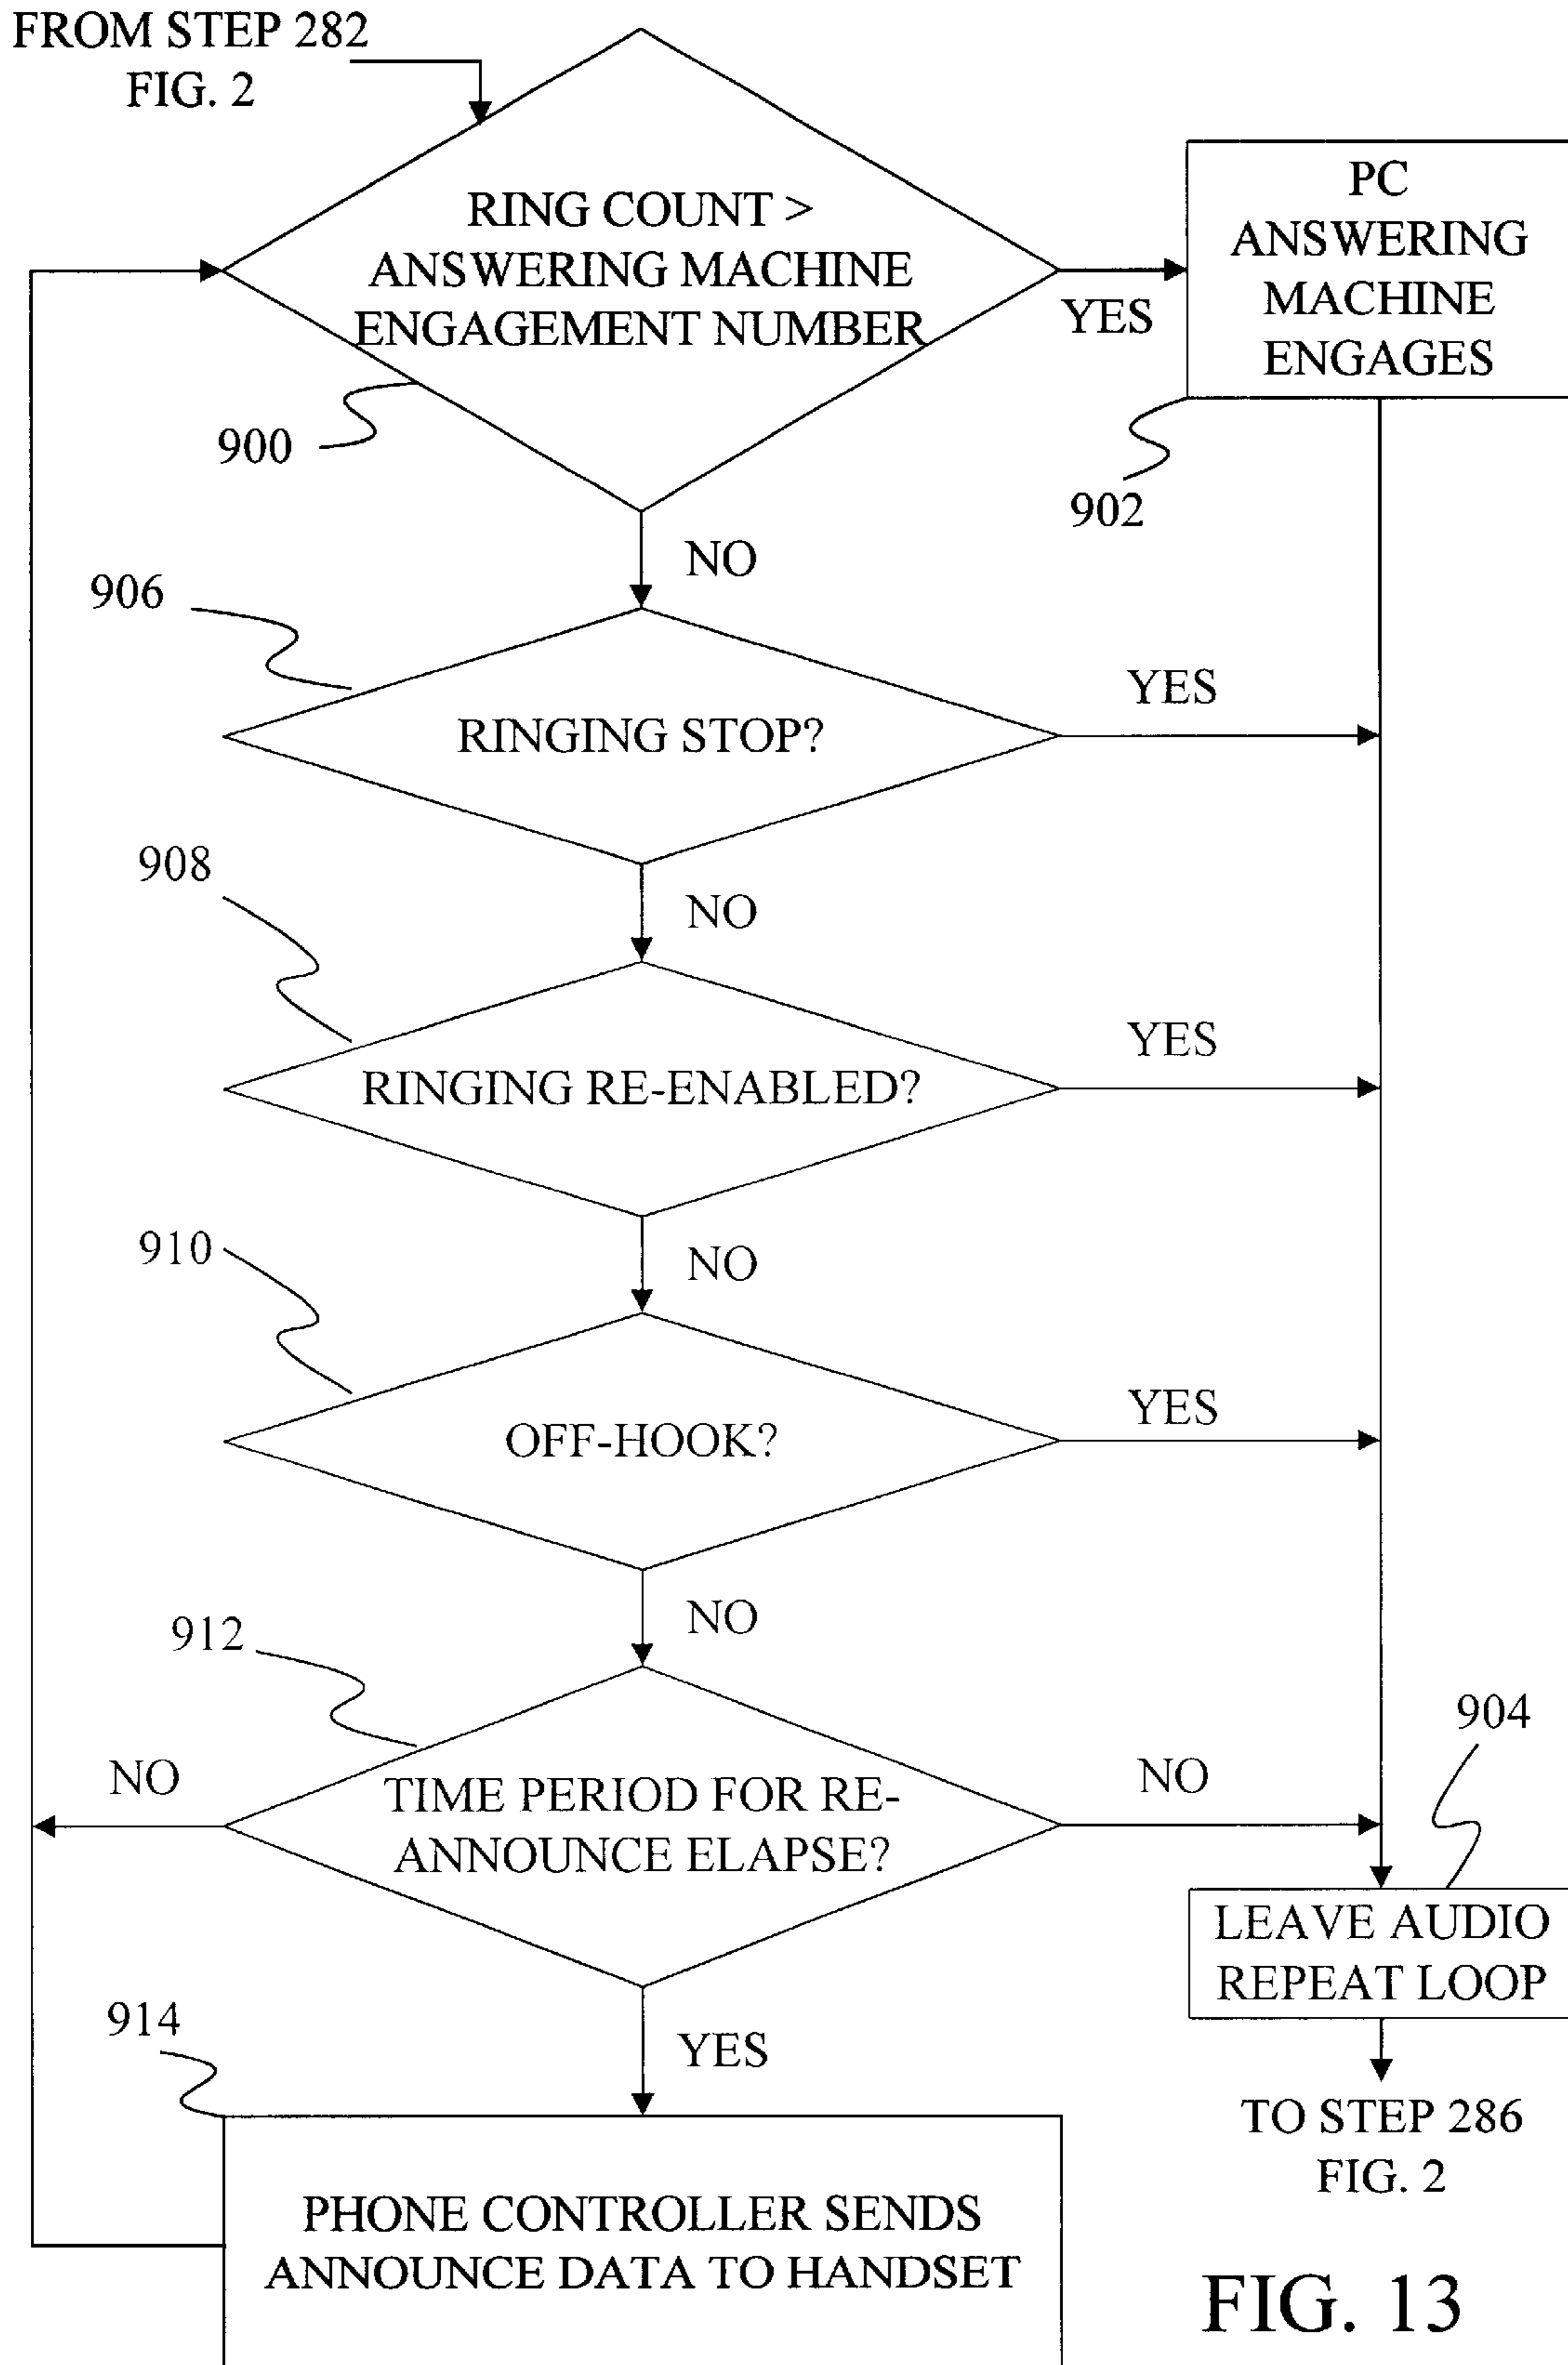 FROM STEP 282
FIG. 2
RING COUNT >
ANSWERING MACHINE
ENGAGEMENT NUMBER
YES
PC
ANSWERING
MACHINE
ENGAGES
900
902
NO
906
RINGING STOP?
YES
NO
908
RINGING RE-ENABLED?
YES
NO
910
OFF-HOOK?
YES
NO
912
NO
TIME PERIOD FOR RE-
ANNOUNCE ELAPSE?
NO
904
LEAVE AUDIO
REPEAT LOOP
YES
914
TO STEP 286
FIG. 2
PHONE CONTROLLER SENDS
ANNOUNCE DATA TO HANDSET
FIG. 13